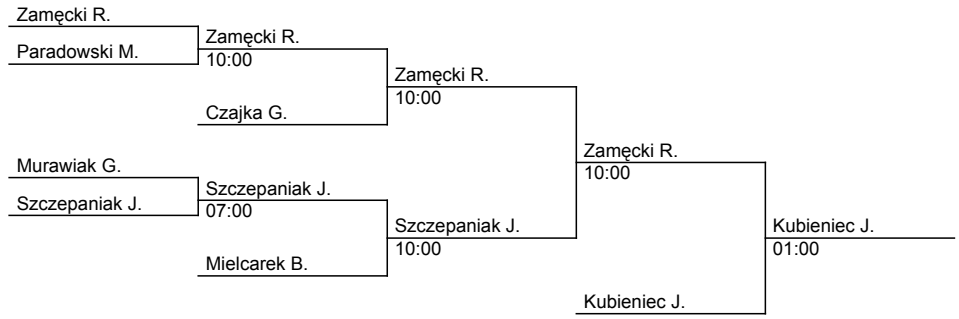 Zamęcki R.
Paradowski M.
Zamęcki R.
10:00
Czajka G.
Zamęcki R.
10:00
Murawiak G.
Szczepaniak J.
Szczepaniak J.
07:00
Mielcarek B.
Szczepaniak J.
10:00
Zamęcki R.
10:00
Kubieniec J.
Kubieniec J.
01:00